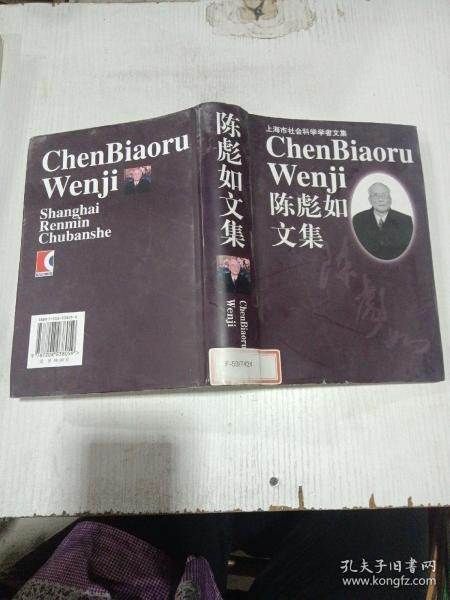 ChenBiaoru
Wenji
Shanghai
Renmin
Chubanshe
陈彪如文集
ChenBiaoru
Wenji
上海市社会科学学者文集
ChenBiaoru
Wenji
陈彪如
文集
孔夫子旧书网
www.kongfz.com